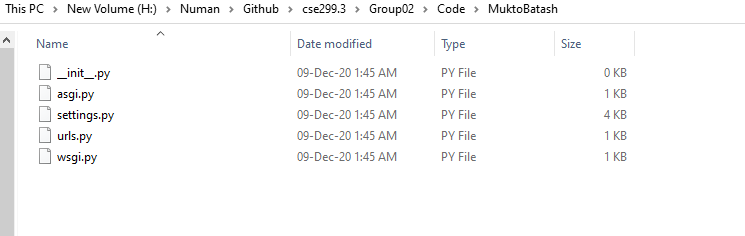 This PC > New Volume (H:) > Numan > Github > cse299.3 > Group02 > Code > MuktoBatash
Name Date modified Type Size
__init__.py 09-Dec-20 1:45 AM PY File 0 KB
asgi.py 09-Dec-20 1:45 AM PY File 1 KB
settings.py 09-Dec-20 1:45 AM PY File 4 KB
urls.py 09-Dec-20 1:45 AM PY File 1 KB
wsgi.py 09-Dec-20 1:45 AM PY File 1 KB